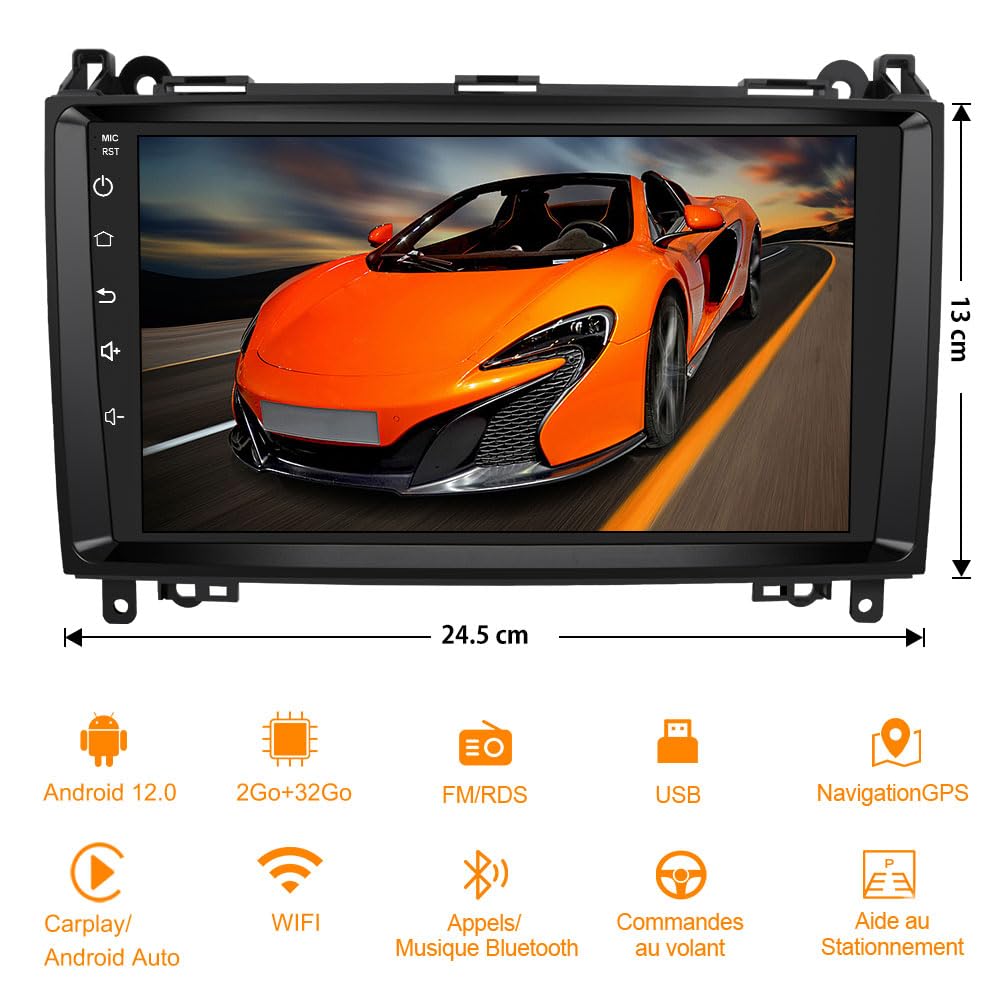 MIC
RST
13 cm
24.5 cm
Android 12.0
2Go+32Go
FM/RDS
USB
NavigationGPS
P
Carplay/
Android Auto
WIFI
Appels/
Musique Bluetooth
Commandes
au volant
Aide au
Stationnement